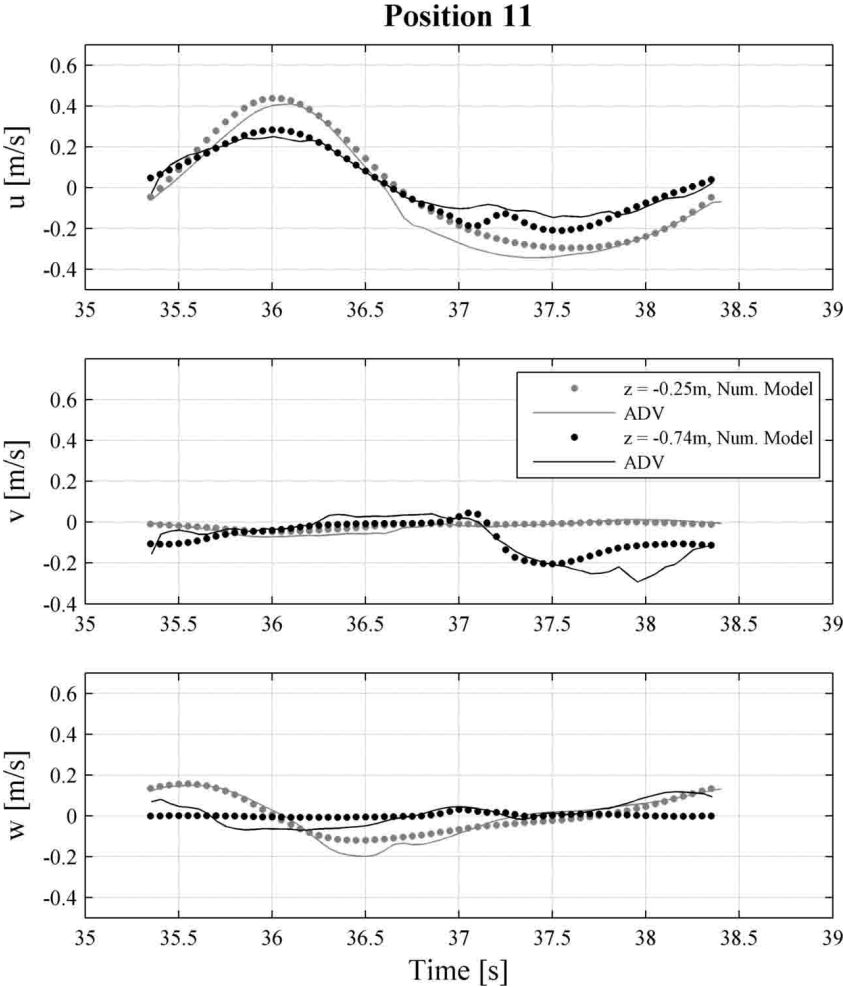 Position 11
u [m/s]
0.6
0.4
0.2
0
-0.2
-0.4
35 35.5 36 36.5 37 37.5 38 38.5 39
v [m/s]
0.6
0.4
0.2
0
-0.2
-0.4
z = -0.25m, Num. Model
ADV
z = -0.74m, Num. Model
ADV
35 35.5 36 36.5 37 37.5 38 38.5 39
w [m/s]
0.6
0.4
0.2
0
-0.2
-0.4
35 35.5 36 36.5 37 37.5 38 38.5 39
Time [s]